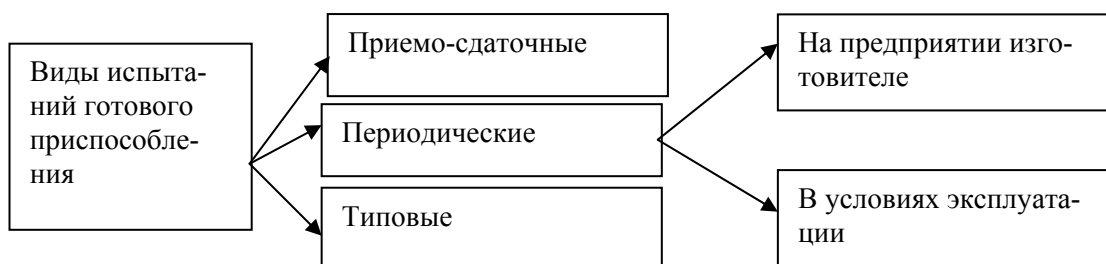 Виды испыта-
ний готового
приспособле-
ния
Приемо-сдаточные
Периодические
Типовые
На предприятии изго-
товителе
В условиях эксплуата-
ции